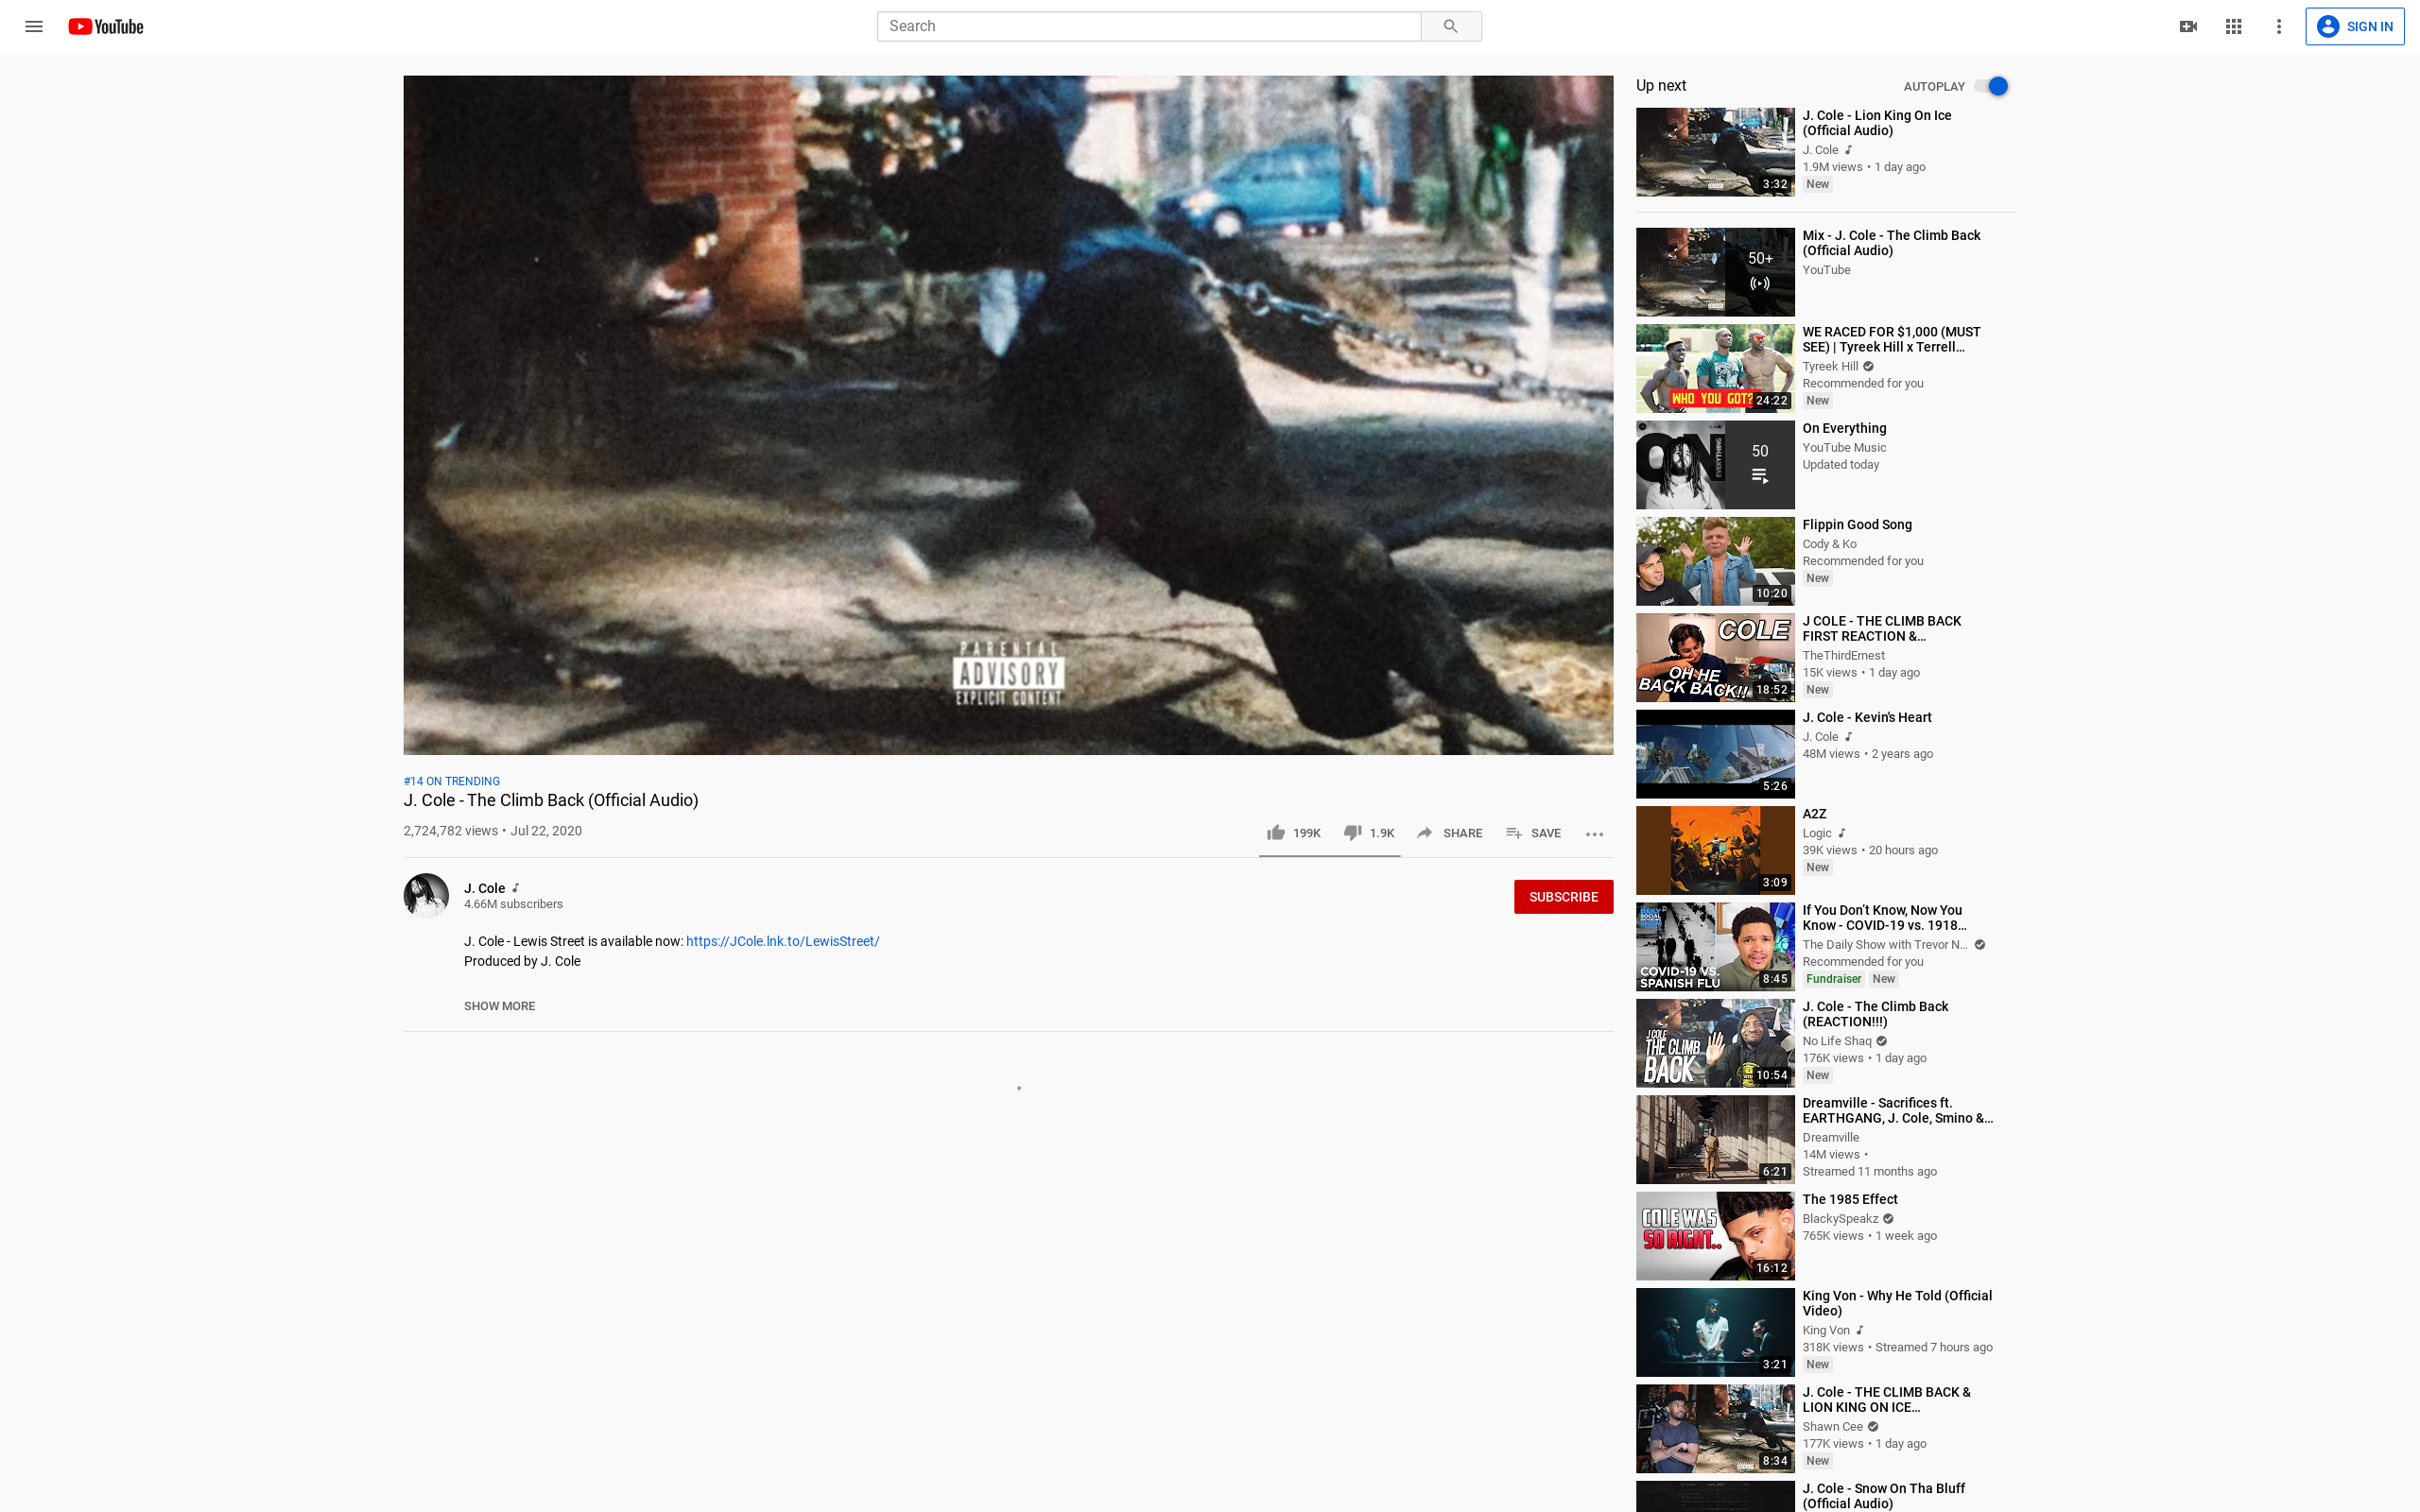 YouTube
Search
SIGN IN
PARENTAL
ADVISORY
EXPLICIT CONTENT
#14 ON TRENDING
J. Cole - The Climb Back (Official Audio)
2,724,782 views • Jul 22, 2020
199K
1.9K
SHARE
SAVE
J. Cole
4.66M subscribers
SUBSCRIBE
J. Cole - Lewis Street is available now: https://JCole.lnk.to/LewisStreet/
Produced by J. Cole
SHOW MORE
Up next
AUTOPLAY
3:32
J. Cole - Lion King On Ice
(Official Audio)
J. Cole
1.9M views • 1 day ago
New
50+
Mix - J. Cole - The Climb Back
(Official Audio)
YouTube
WHO YOU GOT?
24:22
WE RACED FOR $1,000 (MUST
SEE) | Tyreek Hill x Terrell…
Tyreek Hill
Recommended for you
New
ON
EVERYTHING
50
On Everything
YouTube Music
Updated today
10:20
Flippin Good Song
Cody & Ko
Recommended for you
New
COLE
OH HE
BACK BACK!!
18:52
J COLE - THE CLIMB BACK
FIRST REACTION &…
TheThirdErnest
15K views • 1 day ago
New
5:26
J. Cole - Kevin's Heart
J. Cole
48M views • 2 years ago
3:09
A2Z
Logic
39K views • 20 hours ago
New
COVID-19 VS.
SPANISH FLU
8:45
If You Don’t Know, Now You
Know - COVID-19 vs. 1918…
The Daily Show with Trevor N…
Recommended for you
Fundraiser
New
J COLE
THE CLIMB
BACK
10:54
J. Cole - The Climb Back
(REACTION!!!)
No Life Shaq
176K views • 1 day ago
New
6:21
Dreamville - Sacrifices ft.
EARTHGANG, J. Cole, Smino &…
Dreamville
14M views •
Streamed 11 months ago
COLE WAS
SO RIGHT..
16:12
The 1985 Effect
BlackySpeakz
765K views • 1 week ago
3:21
King Von - Why He Told (Official
Video)
King Von
318K views • Streamed 7 hours ago
New
8:34
J. Cole - THE CLIMB BACK &
LION KING ON ICE…
Shawn Cee
177K views • 1 day ago
New
J. Cole - Snow On Tha Bluff
(Official Audio)